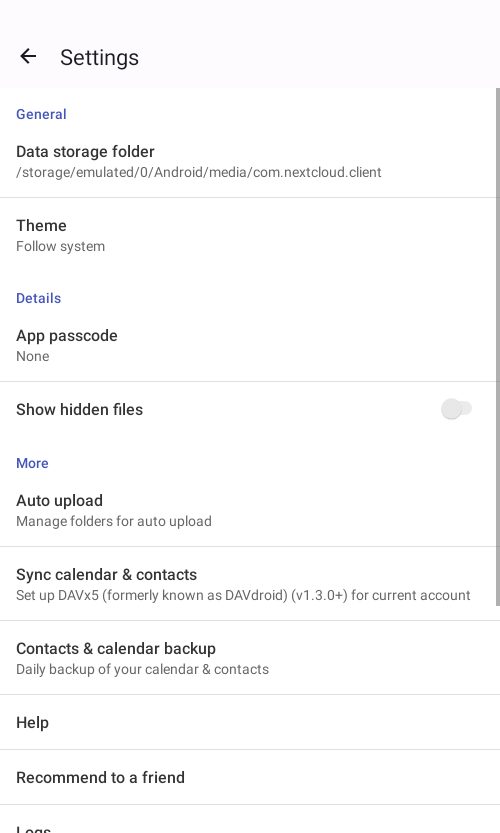 Settings
General
Data storage folder
/storage/emulated/0/Android/media/com.nextcloud.client
Theme
Follow system
Details
App passcode
None
Show hidden files
More
Auto upload
Manage folders for auto upload
Sync calendar & contacts
Set up DAVx5 (formerly known as DAVdroid) (v1.3.0+) for current account
Contacts & calendar backup
Daily backup of your calendar & contacts
Help
Recommend to a friend
Logs